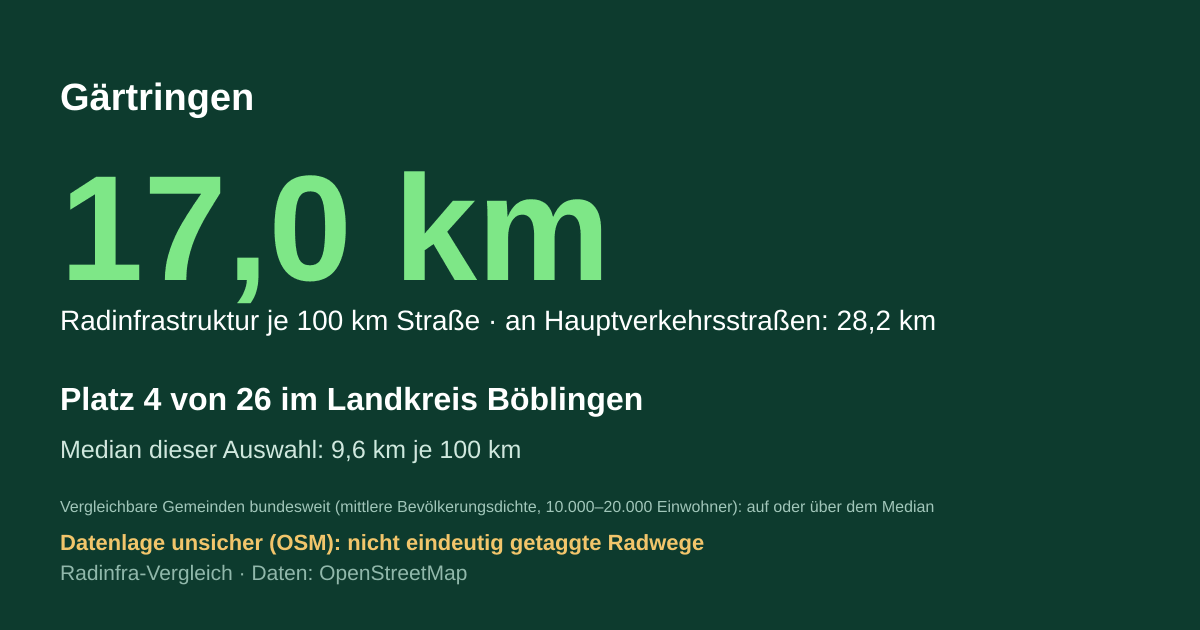 Gärtringen
17,0 km
Radinfrastruktur je 100 km Straße · an Hauptverkehrsstraßen: 28,2 km
Platz 4 von 26 im Landkreis Böblingen
Median dieser Auswahl: 9,6 km je 100 km
Vergleichbare Gemeinden bundesweit (mittlere Bevölkerungsdichte, 10.000–20.000 Einwohner): auf oder über dem Median
Datenlage unsicher (OSM): nicht eindeutig getaggte Radwege
Radinfra-Vergleich · Daten: OpenStreetMap